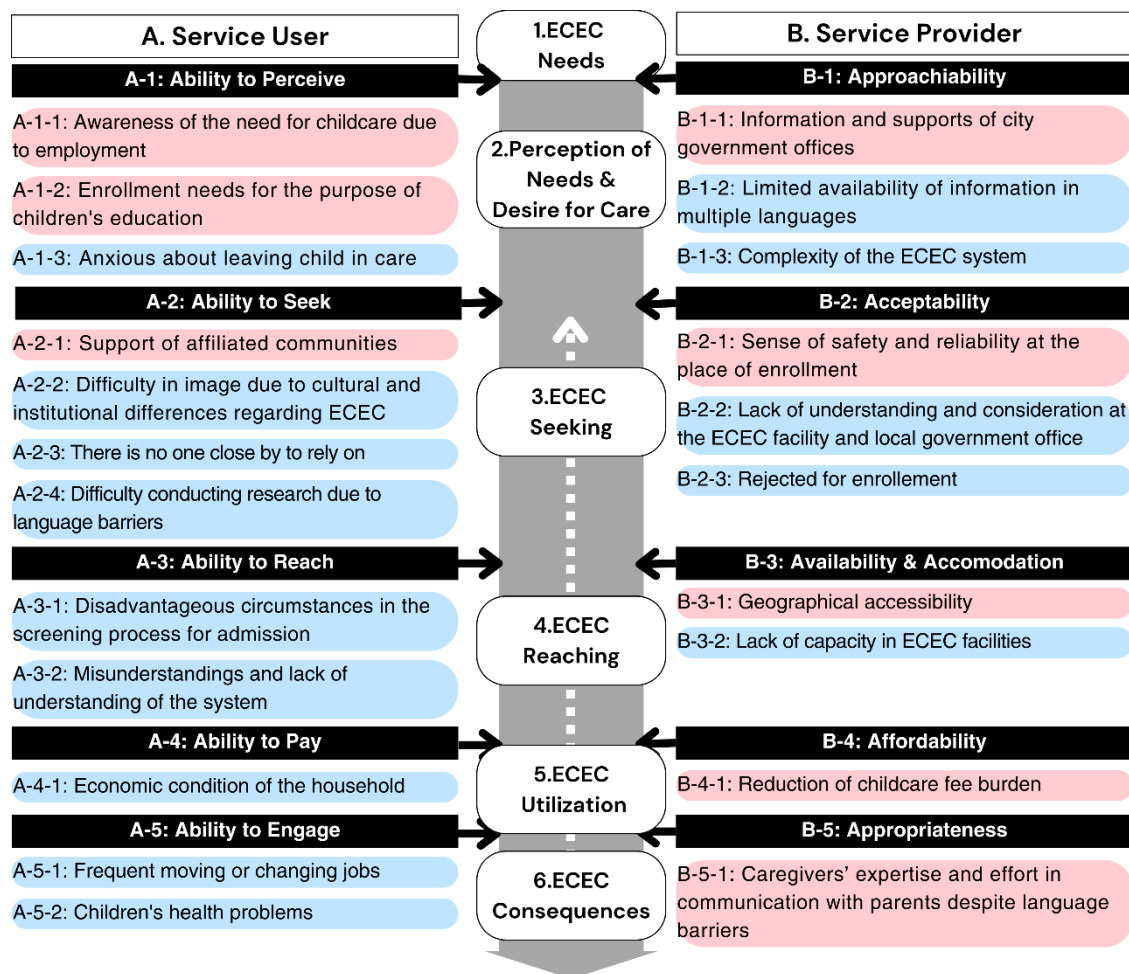 A. Service User
A-1: Ability to Perceive
A-1-1: Awareness of the need for childcare due
to employment
A-1-2: Enrollment needs for the purpose of
children's education
A-1-3: Anxious about leaving child in care
A-2: Ability to Seek
A-2-1: Support of affiliated communities
A-2-2: Difficulty in image due to cultural and
institutional differences regarding ECEC
A-2-3: There is no one close by to rely on
A-2-4: Difficulty conducting research due to
language barriers
A-3: Ability to Reach
A-3-1: Disadvantageous circumstances in the
screening process for admission
A-3-2: Misunderstandings and lack of
understanding of the system
A-4: Ability to Pay
A-4-1: Economic condition of the household
A-5: Ability to Engage
A-5-1: Frequent moving or changing jobs
A-5-2: Children's health problems
1.ECEC
Needs
2.Perception of
Needs &
Desire for Care
3.ECEC
Seeking
4.ECEC
Reaching
5.ECEC
Utilization
6.ECEC
Consequences
B. Service Provider
B-1: Approachiability
B-1-1: Information and supports of city
government offices
B-1-2: Limited availability of information in
multiple languages
B-1-3: Complexity of the ECEC system
B-2: Acceptability
B-2-1: Sense of safety and reliability at the
place of enrollment
B-2-2: Lack of understanding and consideration at
the ECEC facility and local government office
B-2-3: Rejected for enrollement
B-3: Availability & Accomodation
B-3-1: Geographical accessibility
B-3-2: Lack of capacity in ECEC facilities
B-4: Affordability
B-4-1: Reduction of childcare fee burden
B-5: Appropriateness
B-5-1: Caregivers’ expertise and effort in
communication with parents despite language
barriers